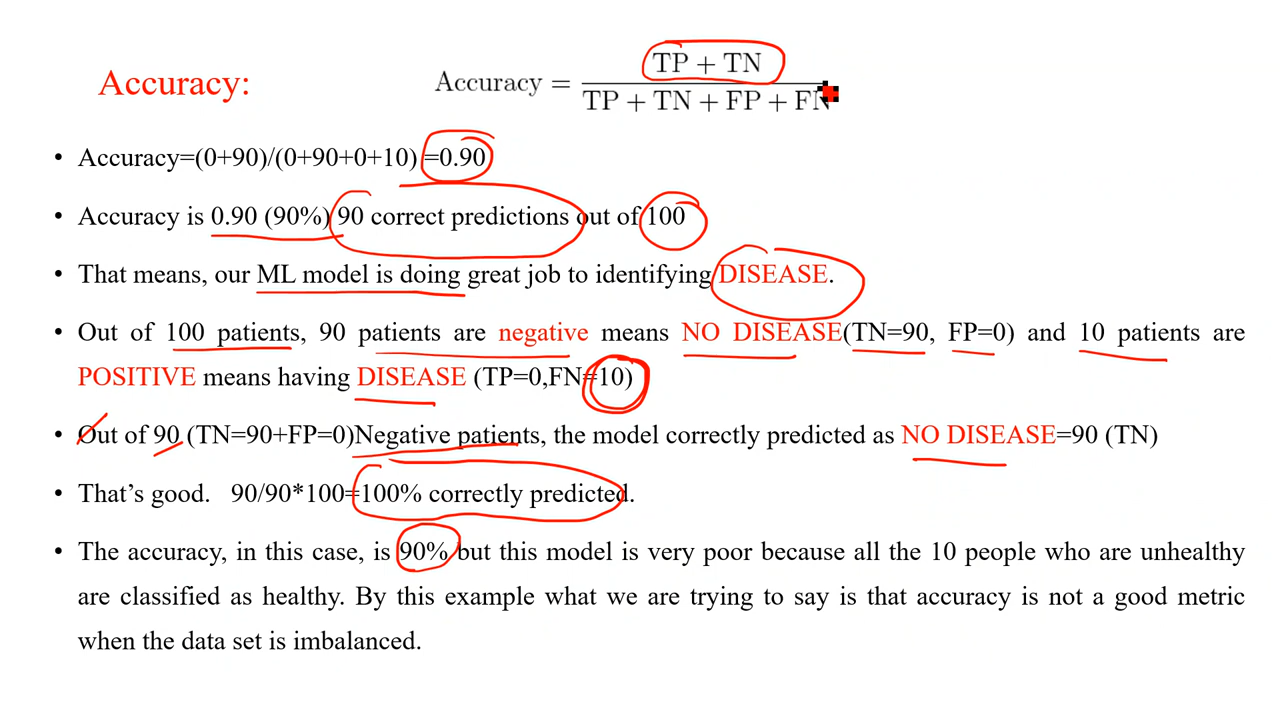 Accuracy:
Accuracy = TP + TN / TP + TN + FP + FN
• Accuracy=(0+90)/(0+90+0+10) =0.90
• Accuracy is 0.90 (90%) 90 correct predictions out of 100
• That means, our ML model is doing great job to identifying DISEASE.
• Out of 100 patients, 90 patients are negative means NO DISEASE(TN=90, FP=0) and 10 patients are
POSITIVE means having DISEASE (TP=0,FN=10)
• Out of 90 (TN=90+FP=0)Negative patients, the model correctly predicted as NO DISEASE=90 (TN)
• That’s good. 90/90*100=100% correctly predicted.
• The accuracy, in this case, is 90% but this model is very poor because all the 10 people who are unhealthy
are classified as healthy. By this example what we are trying to say is that accuracy is not a good metric
when the data set is imbalanced.